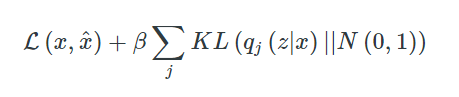 ℒ (x, x̂) + β ∑_j KL (q_j (z|x) ||N (0, 1))